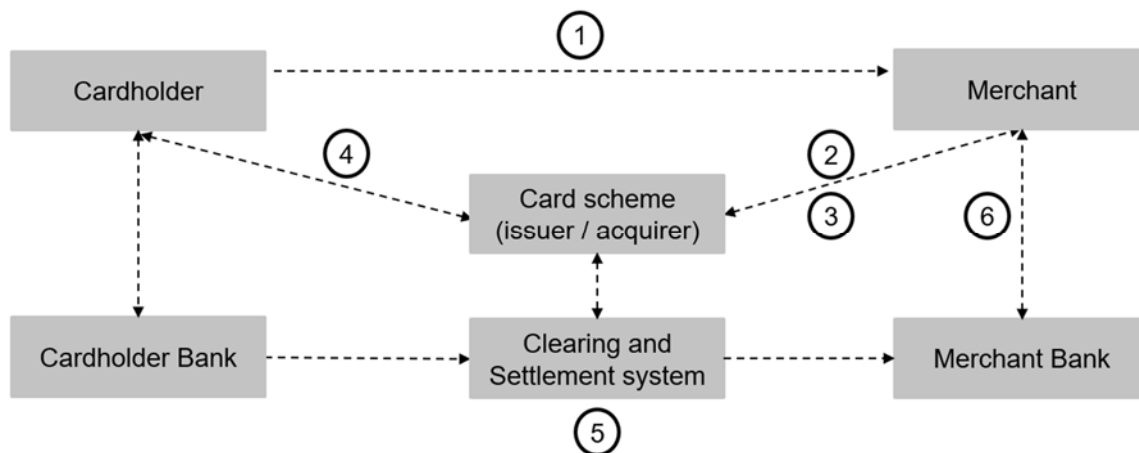 1
Cardholder
Merchant
4
2
Card scheme
(issuer / acquirer)
3
6
Cardholder Bank
Clearing and
Settlement system
Merchant Bank
5